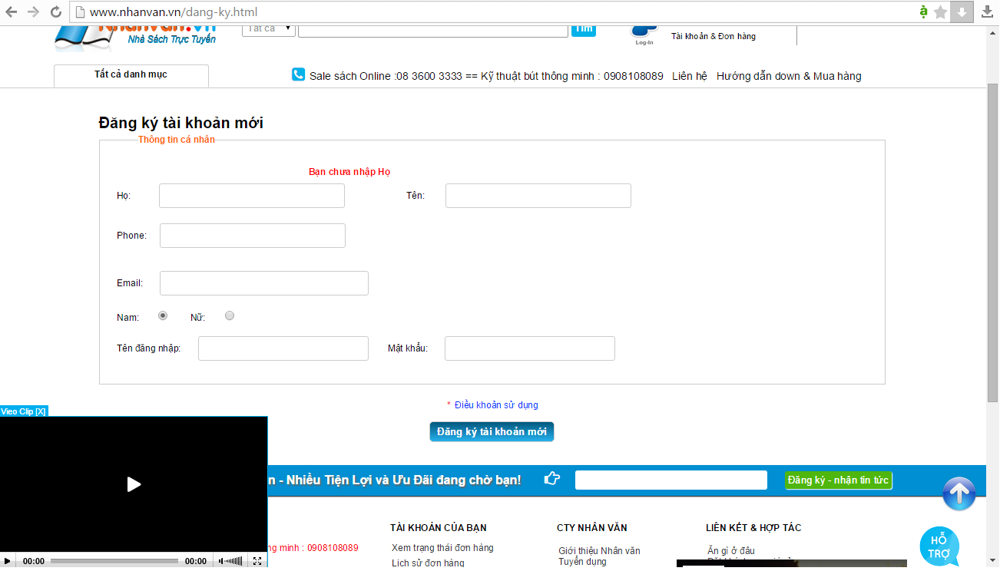 www.nhanvan.vn/dang-ky.html
Nhanvan.vn
Nhà Sách Trực Tuyến
Tất cả
Tìm
Log-In
Tài khoản & Đơn hàng
Tất cả danh mục
Sale sách Online :08 3600 3333 == Kỹ thuật bút thông minh : 0908108089 Liên hệ Hướng dẫn down & Mua hàng
Đăng ký tài khoản mới
Thông tin cá nhân
Bạn chưa nhập Họ
Họ: Tên:
Phone:
Email:
Nam: Nữ:
Tên đăng nhập: Mật khẩu:
* Điều khoản sử dụng
Đăng ký tài khoản mới
Vieo Clip [X]
n - Nhiều Tiện Lợi và Ưu Đãi đang chờ bạn!
Đăng ký - nhận tin tức
TÀI KHOẢN CỦA BẠN CTY NHÂN VĂN LIÊN KẾT & HỢP TÁC
ng minh : 0908108089
Xem trạng thái đơn hàng Giới thiệu Nhân văn Ăn gì ở đâu
Lịch sử đơn hàng Tuyển dụng
HỖ TRỢ
00:00 00:00